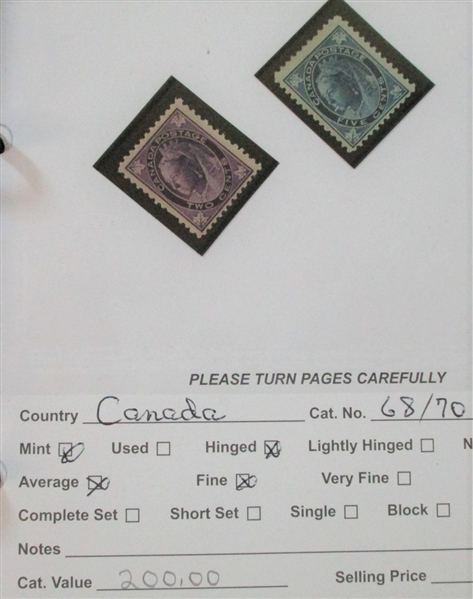 CANADA POSTAGE
FIVE CENTS
CANADA POSTAGE
TWO CENTS
PLEASE TURN PAGES CAREFULLY
Country Canada Cat. No. 68/70
Mint ☒ Used ☐ Hinged ☒ Lightly Hinged ☐ N
Average ☒ Fine ☒ Very Fine ☐
Complete Set ☐ Short Set ☐ Single ☐ Block ☐
Notes
Cat. Value 200.00 Selling Price